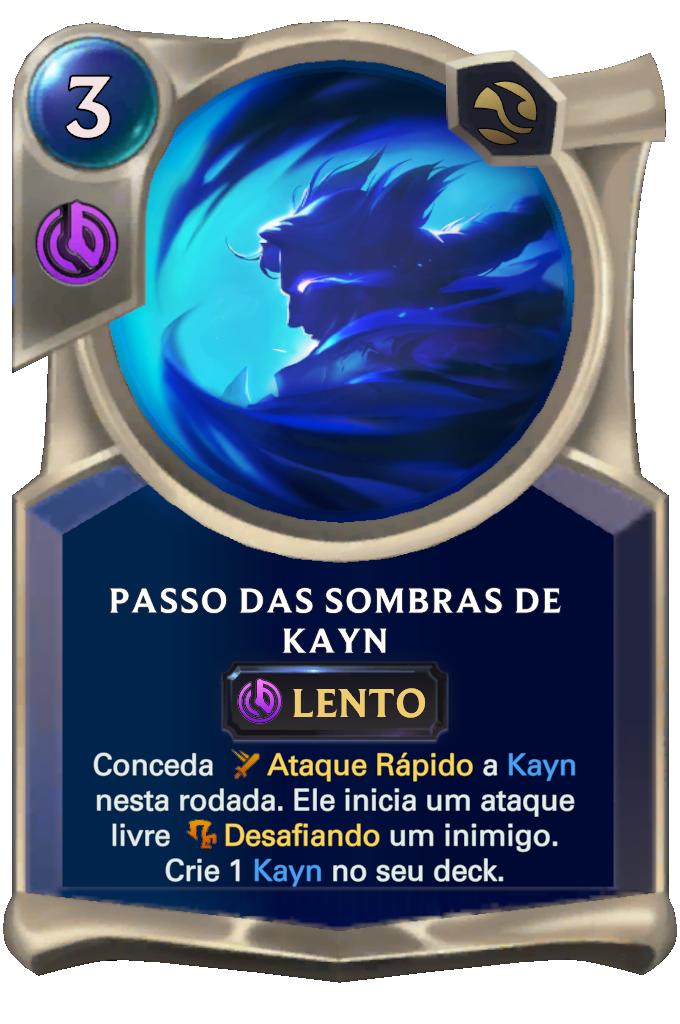 3
PASSO DAS SOMBRAS DE
KAYN
LENTO
Conceda Ataque Rápido a Kayn
nesta rodada. Ele inicia um ataque
livre Desafiando um inimigo.
Crie 1 Kayn no seu deck.